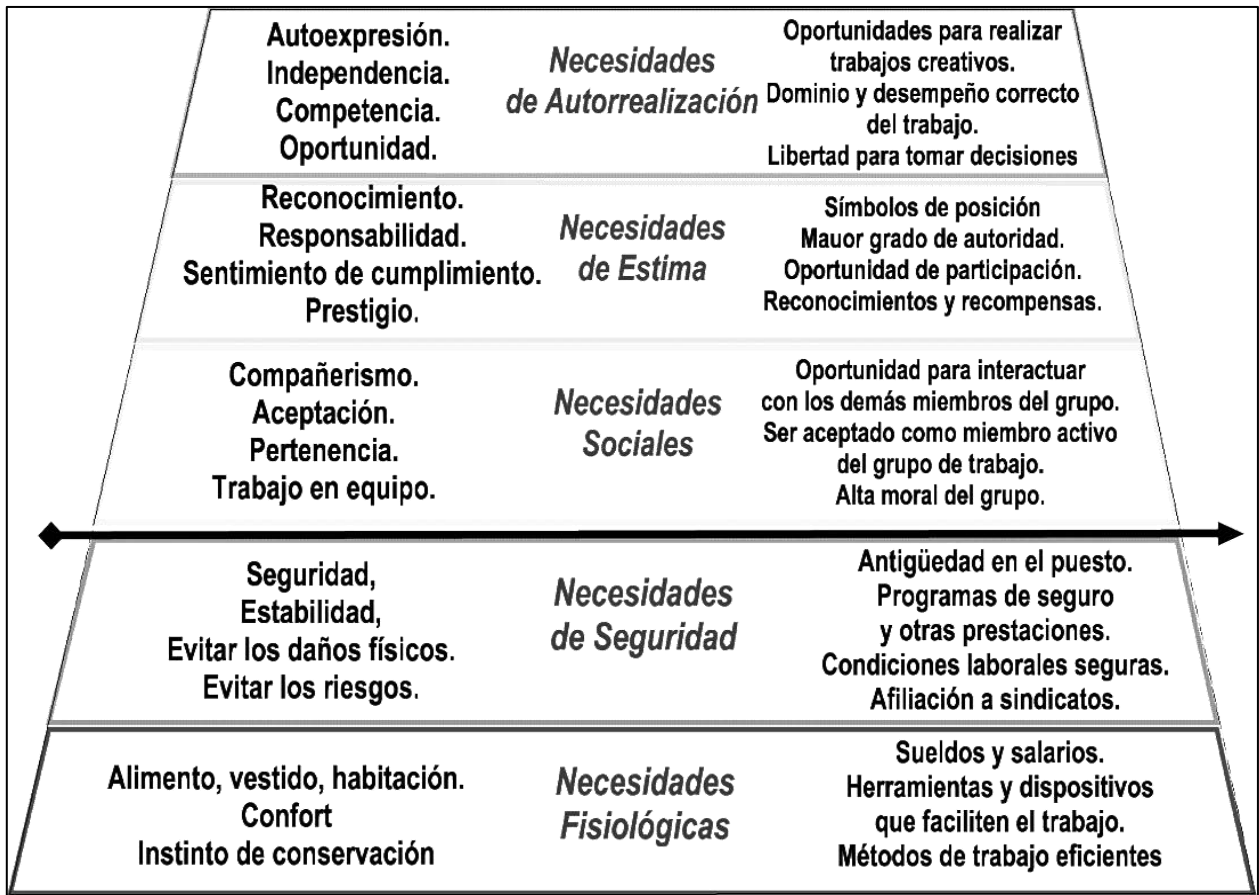 Autoexpresión.
Independencia.
Competencia.
Oportunidad.
Necesidades
de Autorrealización
Oportunidades para realizar
trabajos creativos.
Dominio y desempeño correcto
del trabajo.
Libertad para tomar decisiones
Reconocimiento.
Responsabilidad.
Sentimiento de cumplimiento.
Prestigio.
Necesidades
de Estima
Símbolos de posición
Mauor grado de autoridad.
Oportunidad de participación.
Reconocimientos y recompensas.
Compañerismo.
Aceptación.
Pertenencia.
Trabajo en equipo.
Necesidades
Sociales
Oportunidad para interactuar
con los demás miembros del grupo.
Ser aceptado como miembro activo
del grupo de trabajo.
Alta moral del grupo.
Seguridad,
Estabilidad,
Evitar los daños físicos.
Evitar los riesgos.
Necesidades
de Seguridad
Antigüedad en el puesto.
Programas de seguro
y otras prestaciones.
Condiciones laborales seguras.
Afiliación a sindicatos.
Alimento, vestido, habitación.
Confort
Instinto de conservación
Necesidades
Fisiológicas
Sueldos y salarios.
Herramientas y dispositivos
que faciliten el trabajo.
Métodos de trabajo eficientes